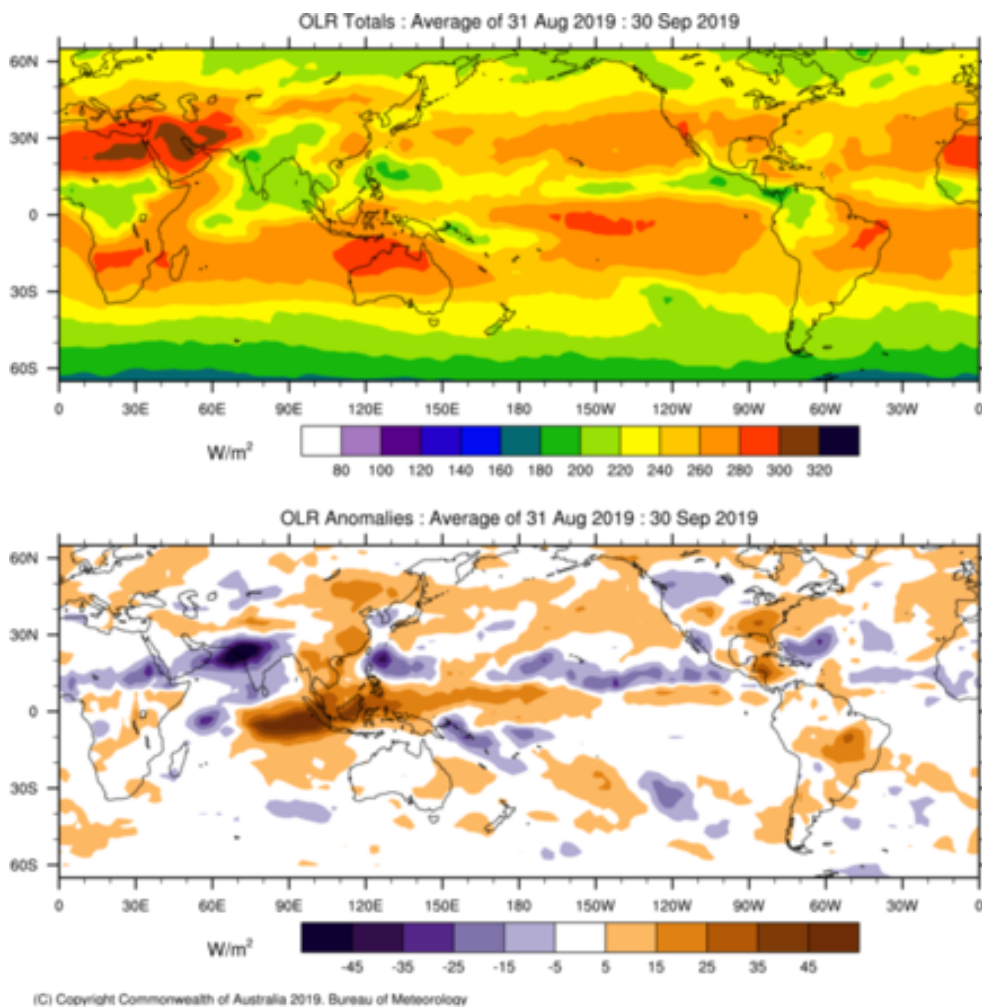 OLR Totals : Average of 31 Aug 2019 : 30 Sep 2019
60N
30N
0
30S
60S
0 30E 60E 90E 120E 150E 180 150W 120W 90W 60W 30W 0
W/m²
80 100 120 140 160 180 200 220 240 260 280 300 320
OLR Anomalies : Average of 31 Aug 2019 : 30 Sep 2019
60N
30N
0
30S
60S
0 30E 60E 90E 120E 150E 180 150W 120W 90W 60W 30W 0
W/m²
-45 -35 -25 -15 -5 5 15 25 35 45
(C) Copyright Commonwealth of Australia 2019. Bureau of Meteorology